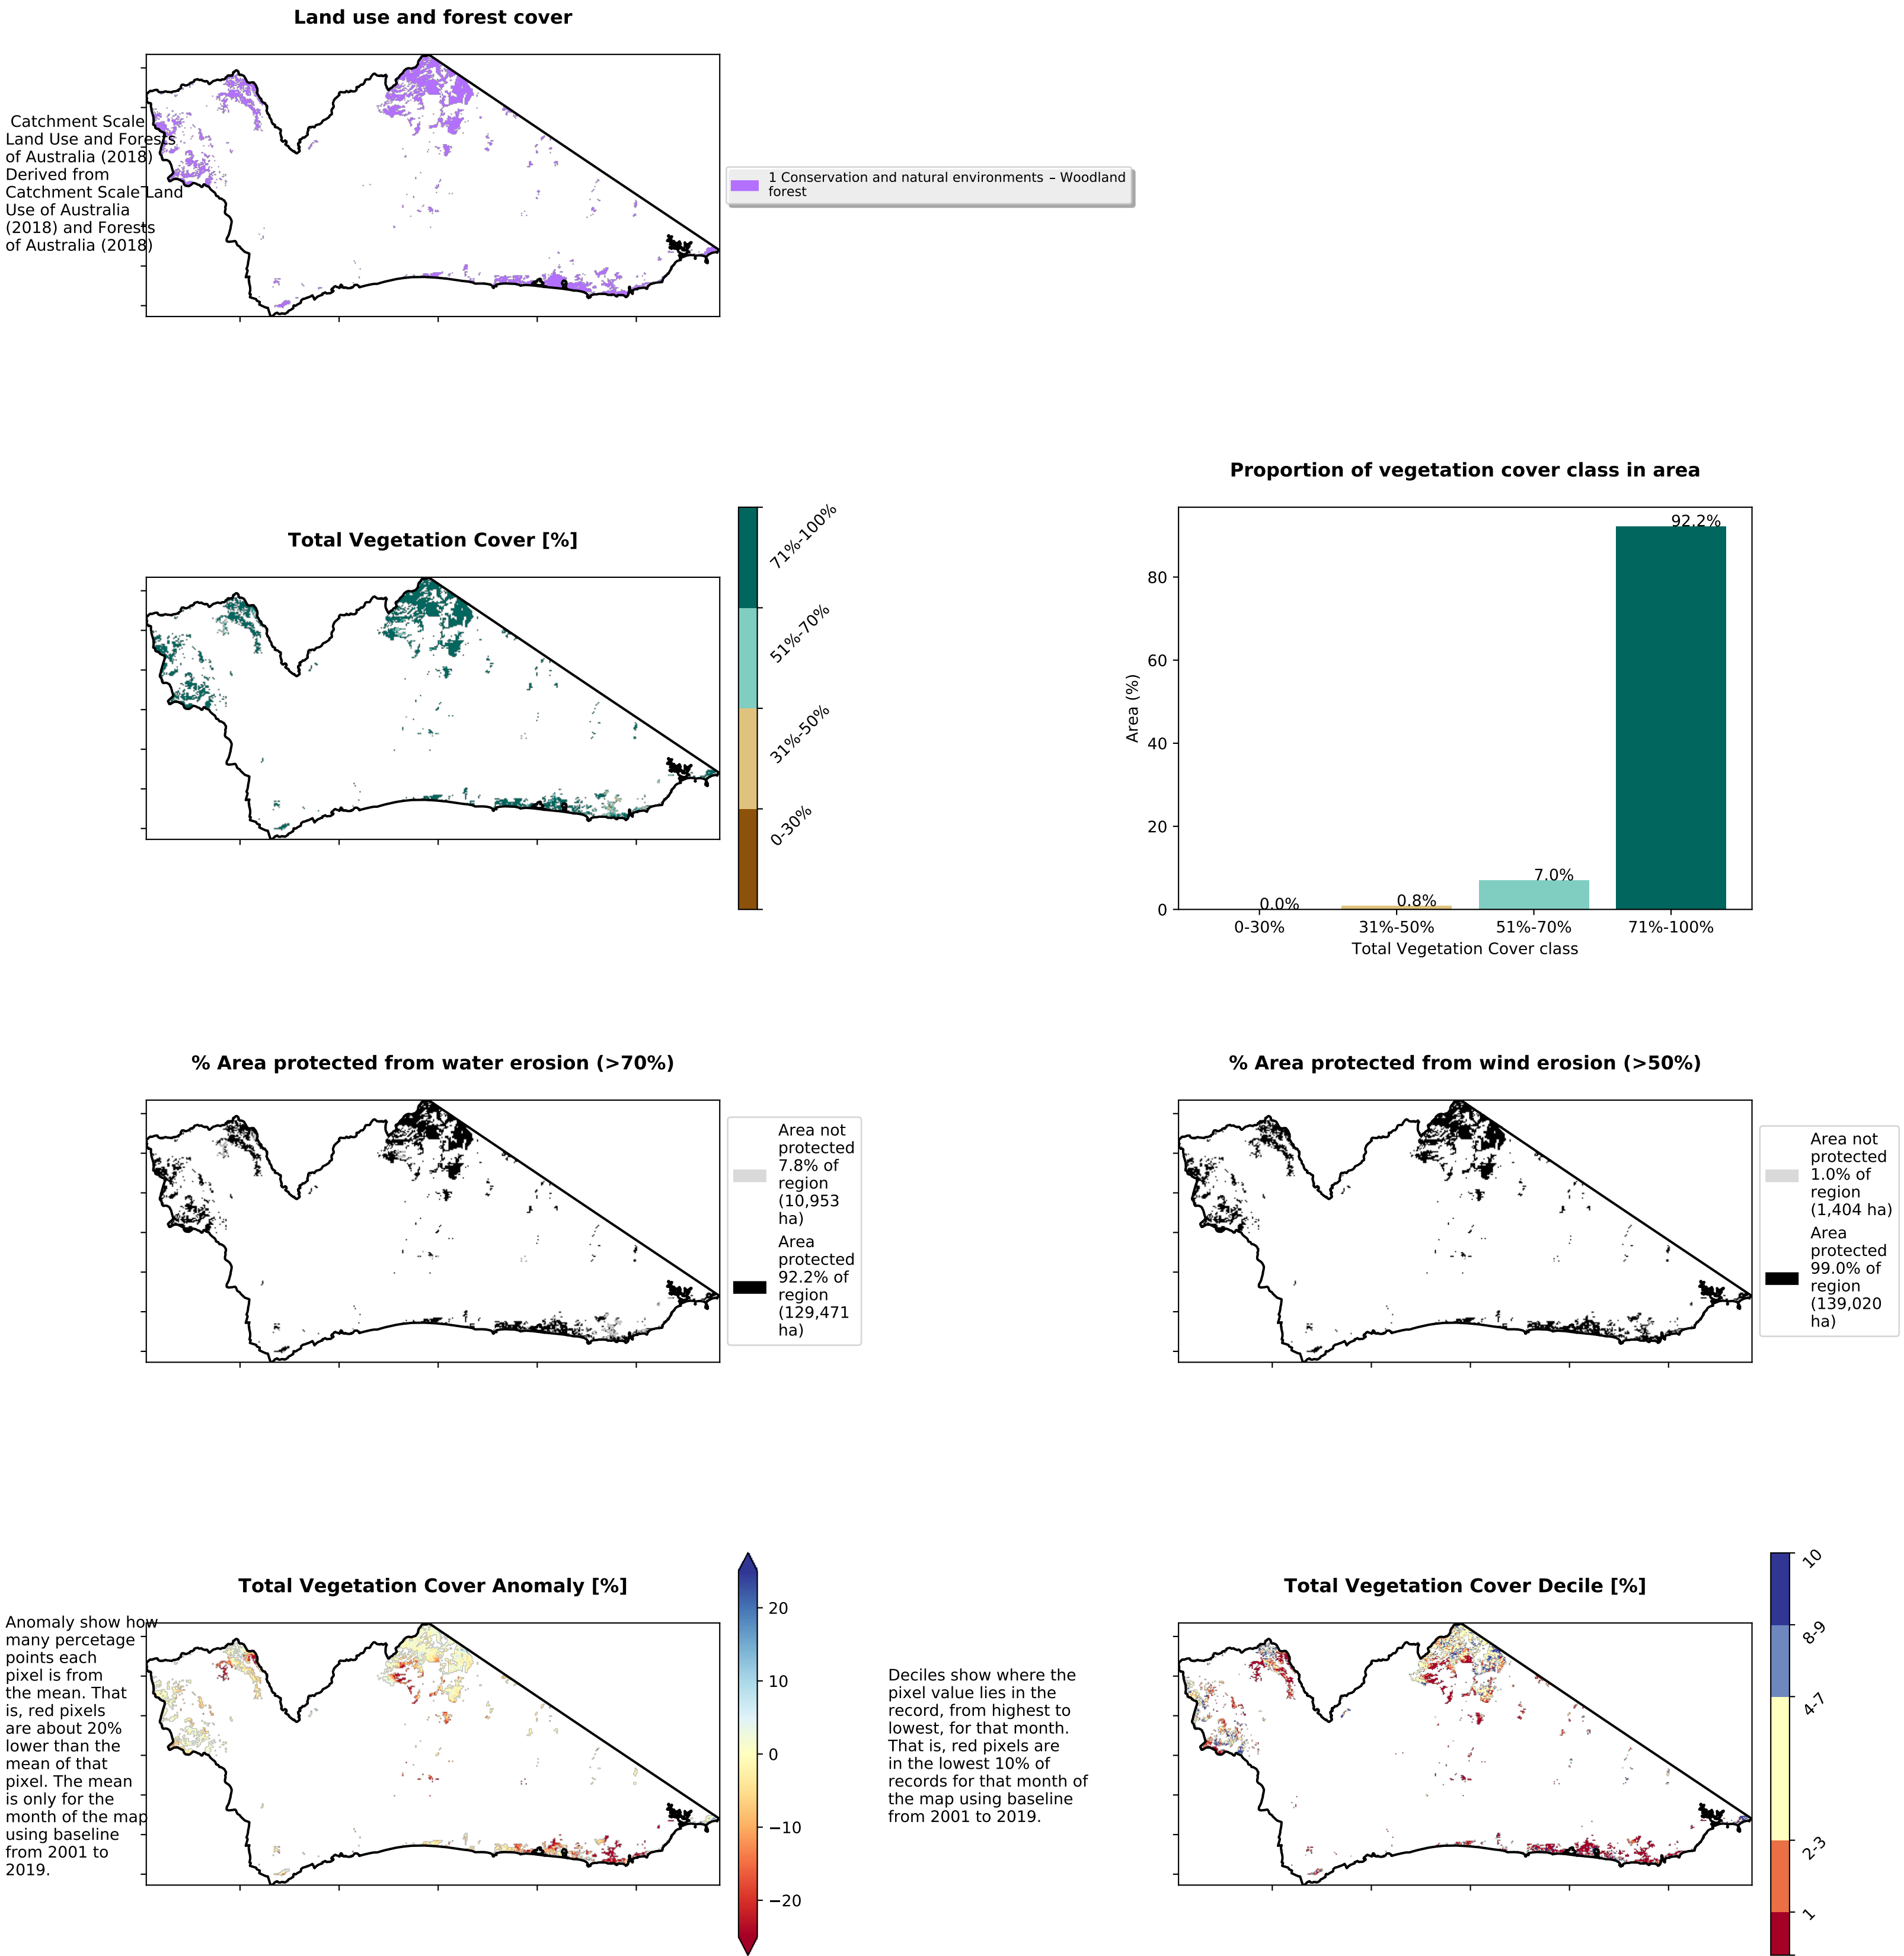 Land use and forest cover
Catchment Scale
Land Use and Forests
of Australia (2018)
Derived from
Catchment Scale Land
Use of Australia
(2018) and Forests
of Australia (2018)
1 Conservation and natural environments – Woodland
forest
Total Vegetation Cover [%]
71%-100%
51%-70%
31%-50%
0-30%
Proportion of vegetation cover class in area
Area (%)
80
60
40
20
0
92.2%
7.0%
0.8%
0.0%
0-30%
31%-50%
51%-70%
71%-100%
Total Vegetation Cover class
% Area protected from water erosion (>70%)
Area not
protected
7.8% of
region
(10,953
ha)
Area
protected
92.2% of
region
(129,471
ha)
% Area protected from wind erosion (>50%)
Area not
protected
1.0% of
region
(1,404 ha)
Area
protected
99.0% of
region
(139,020
ha)
Total Vegetation Cover Anomaly [%]
Anomaly show how
many percetage
points each
pixel is from
the mean. That
is, red pixels
are about 20%
lower than the
mean of that
pixel. The mean
is only for the
month of the map
using baseline
from 2001 to
2019.
20
10
0
−10
−20
Deciles show where the
pixel value lies in the
record, from highest to
lowest, for that month.
That is, red pixels are
in the lowest 10% of
records for that month of
the map using baseline
from 2001 to 2019.
Total Vegetation Cover Decile [%]
10
8-9
4-7
2-3
1